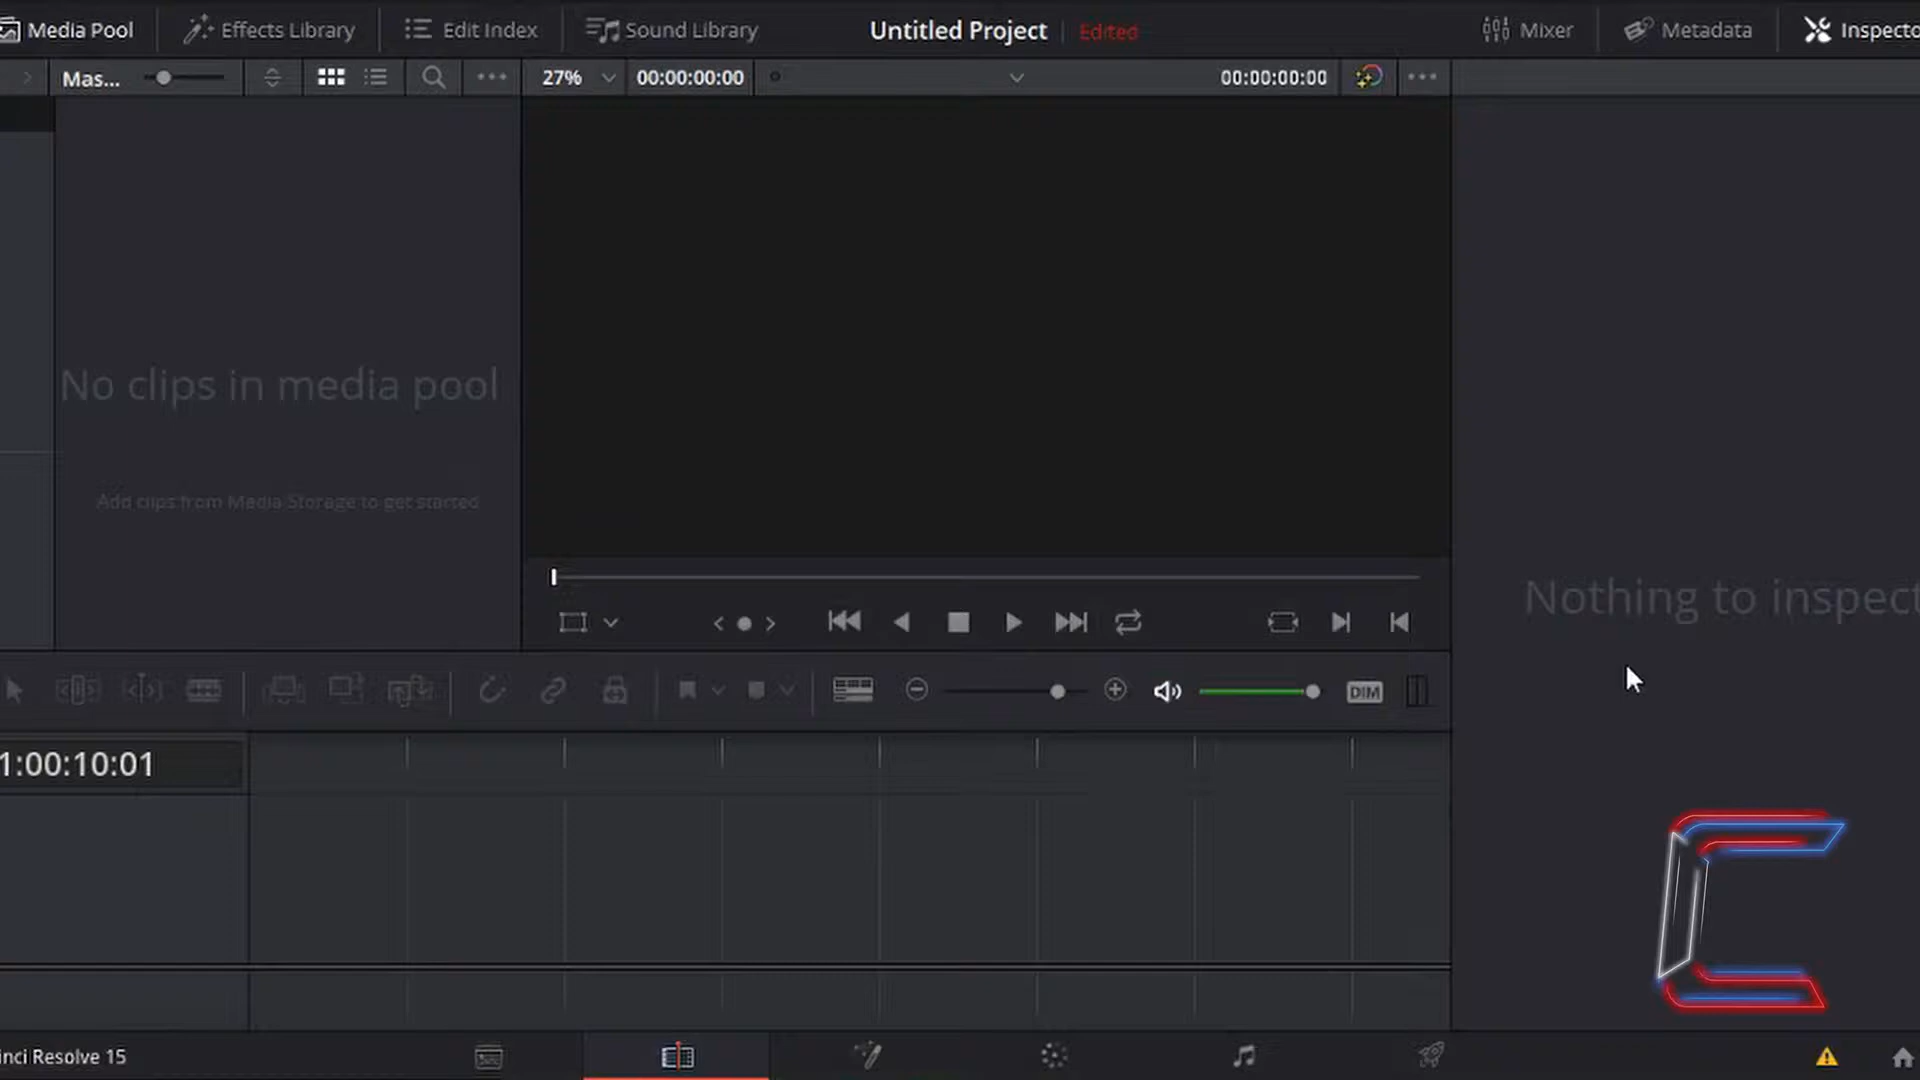 Media Pool
Effects Library
Edit Index
Sound Library
Untitled Project
Edited
Mixer
Metadata
Inspecto
Mas...
27%
00:00:00:00
00:00:00:00
No clips in media pool
Add clips from Media Storage to get started
Nothing to inspect
DIM
1:00:10:01
inci Resolve 15